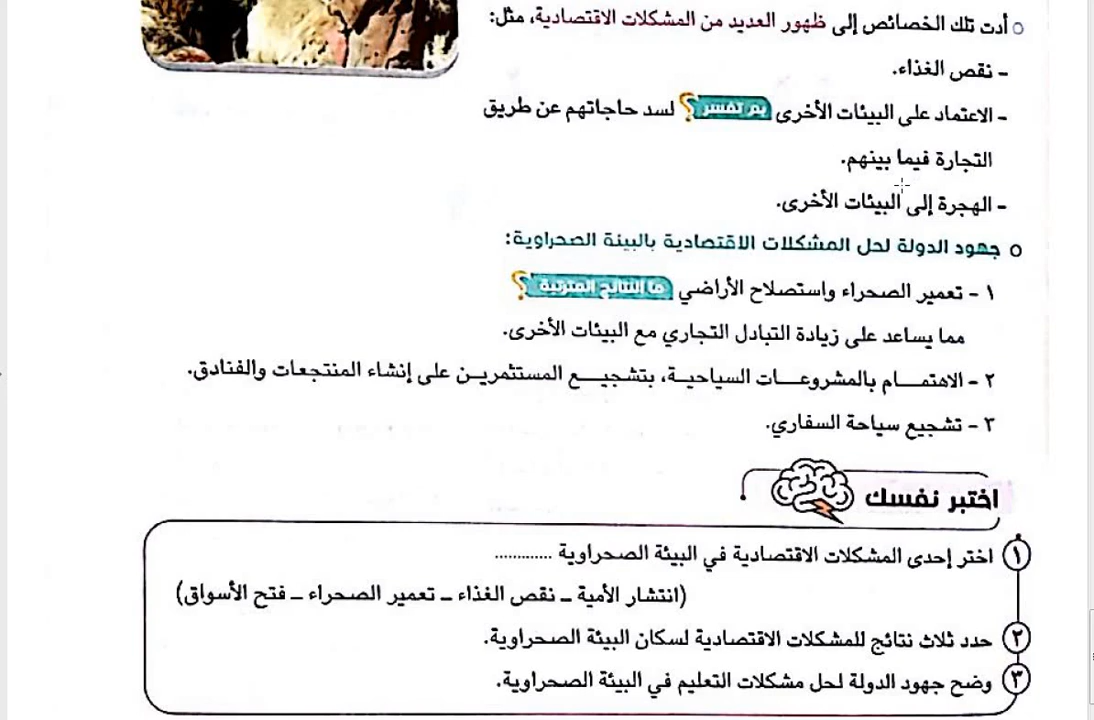 ○ أدت تلك الخصائص إلى ظهور العديد من المشكلات الاقتصادية، مثل:
- نقص الغذاء.
- الاعتماد على البيئات الأخرى بم تفسر؟ لسد حاجاتهم عن طريق
التجارة فيما بينهم.
- الهجرة إلى البيئات الأخرى.
○ جهود الدولة لحل المشكلات الاقتصادية بالبيئة الصحراوية:
١ - تعمير الصحراء واستصلاح الأراضي ما النتائج المترتبة؟
مما يساعد على زيادة التبادل التجاري مع البيئات الأخرى.
٢ - الاهتمام بالمشروعات السياحية، بتشجيع المستثمرين على إنشاء المنتجعات والفنادق.
٣ - تشجيع سياحة السفاري.
اختبر نفسك
١ اختر إحدى المشكلات الاقتصادية في البيئة الصحراوية .............
(انتشار الأمية – نقص الغذاء – تعمير الصحراء – فتح الأسواق)
٢ حدد ثلاث نتائج للمشكلات الاقتصادية لسكان البيئة الصحراوية.
٣ وضح جهود الدولة لحل مشكلات التعليم في البيئة الصحراوية.